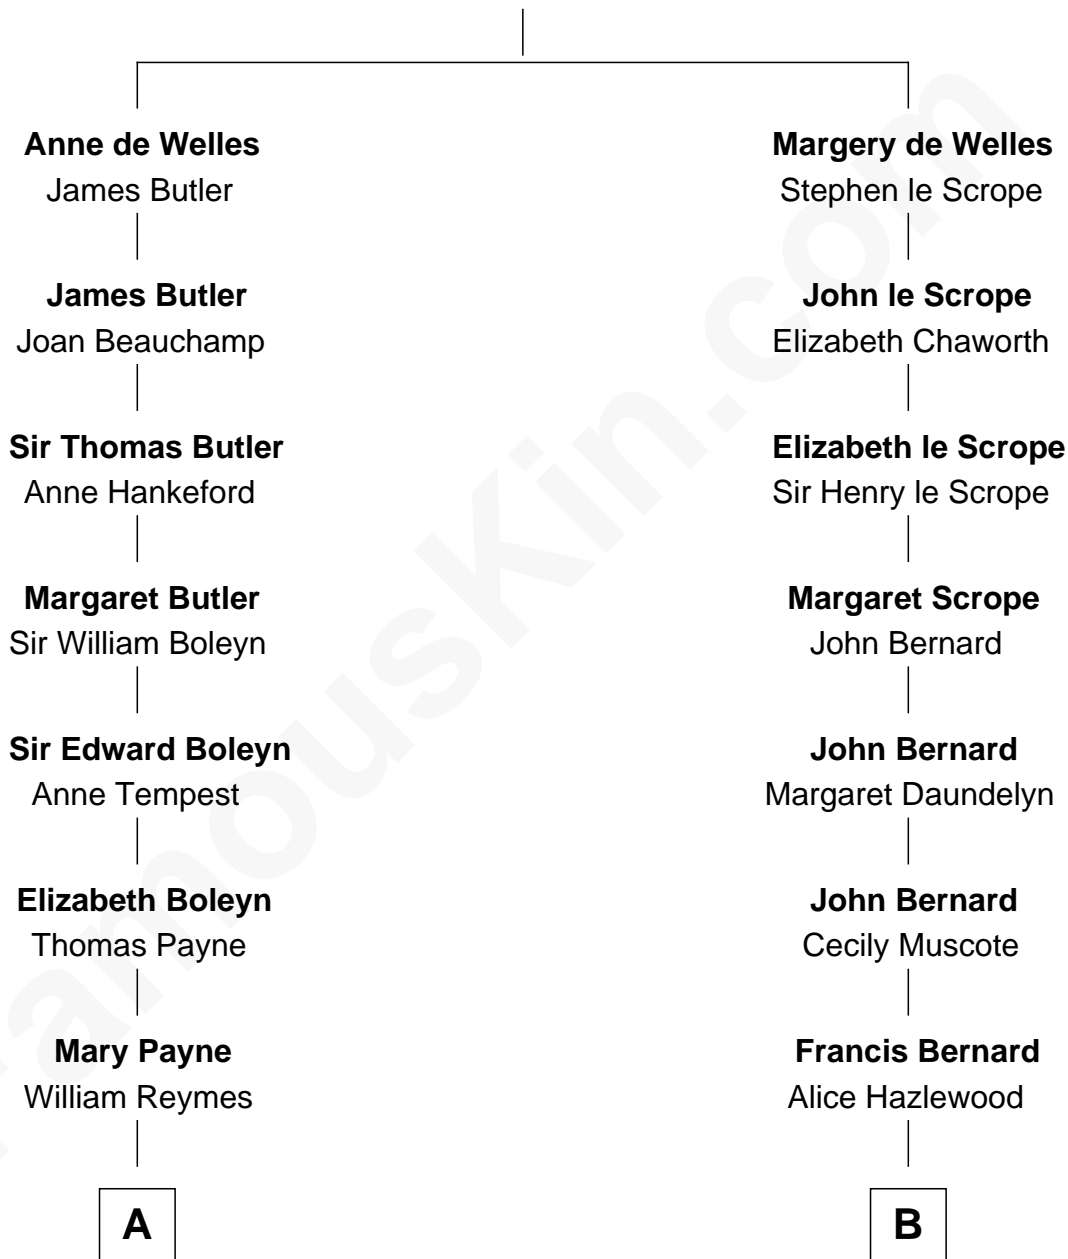 Anne de Welles
James Butler
James Butler
Joan Beauchamp
Sir Thomas Butler
Anne Hankeford
Margaret Butler
Sir William Boleyn
Sir Edward Boleyn
Anne Tempest
Elizabeth Boleyn
Thomas Payne
Mary Payne
William Reymes
A
Margery de Welles
Stephen le Scrope
John le Scrope
Elizabeth Chaworth
Elizabeth le Scrope
Sir Henry le Scrope
Margaret Scrope
John Bernard
John Bernard
Margaret Daundelyn
John Bernard
Cecily Muscote
Francis Bernard
Alice Hazlewood
B
FamousKin.com